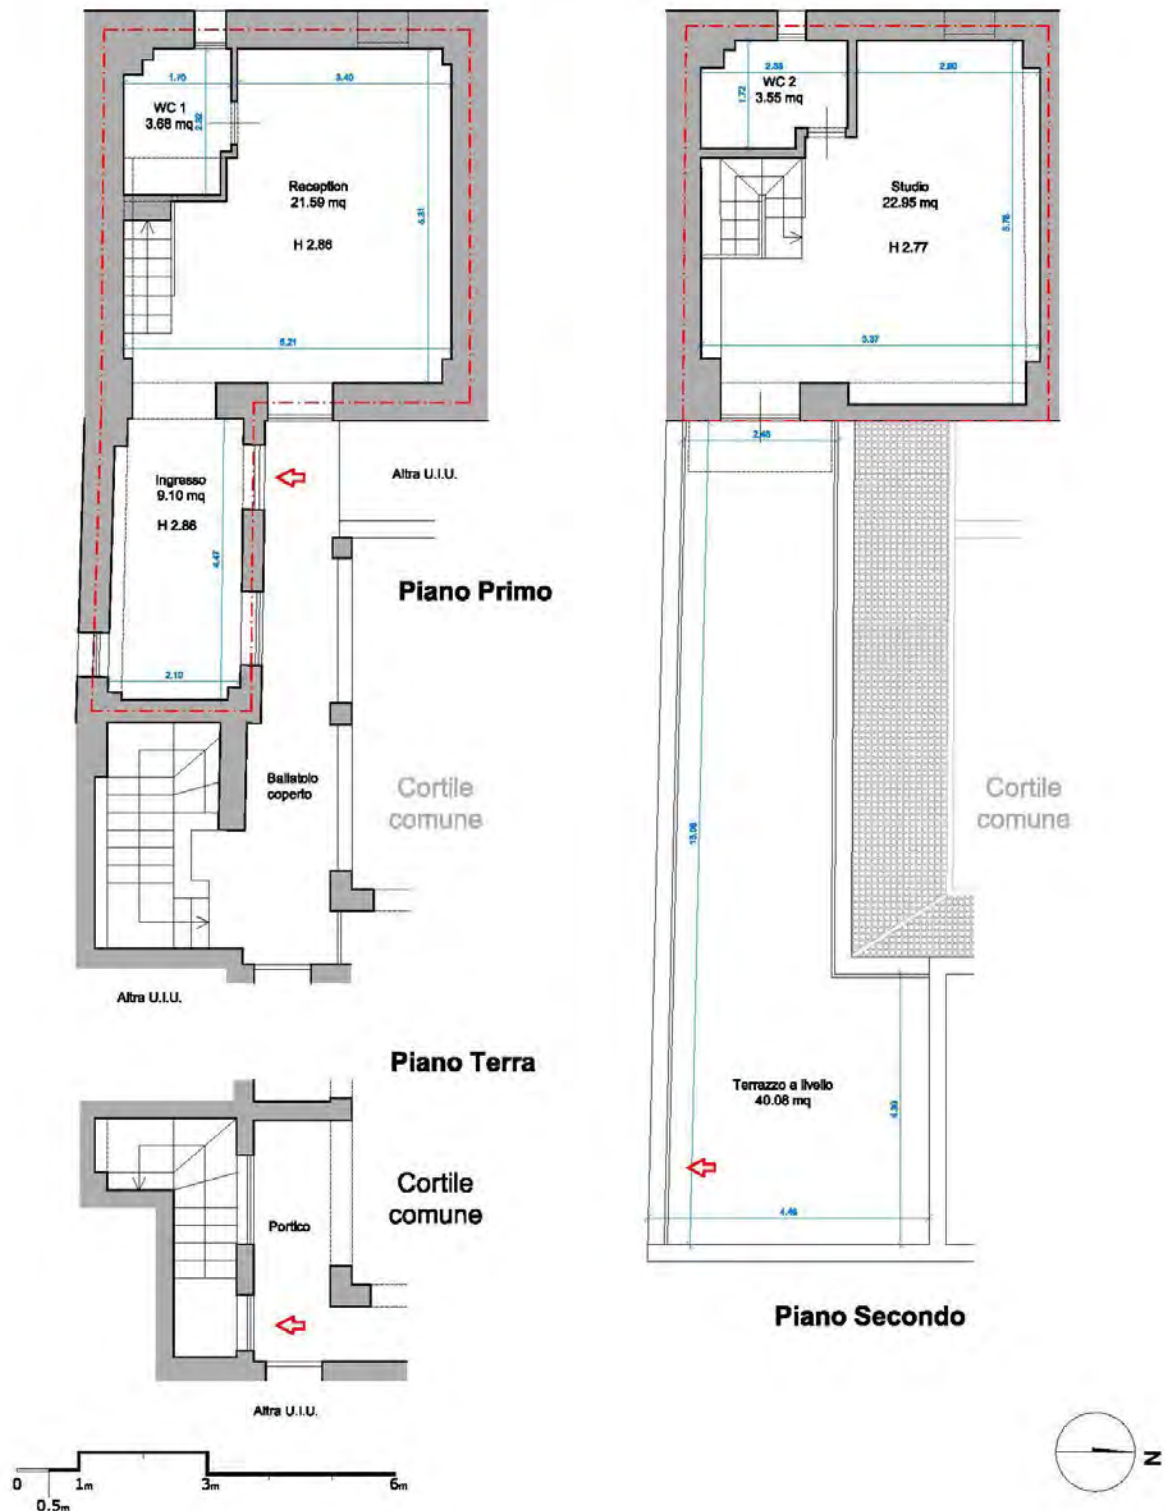 1.70
3.40
WC 1
3.68 mq
Reception
21.59 mq
H 2.86
Ingresso
9.10 mq
H 2.86
4.47
2.10
Altra U.I.U.
Piano Primo
Ballatoio
coperto
Cortile
comune
Altra U.I.U.
Piano Terra
Cortile
comune
Portico
Altra U.I.U.
0
0.5m
1m
3m
6m
WC 2
3.55 mq
1.72
2.80
Studio
22.95 mq
H 2.77
Cortile
comune
Terrazzo a livello
40.08 mq
Piano Secondo
N